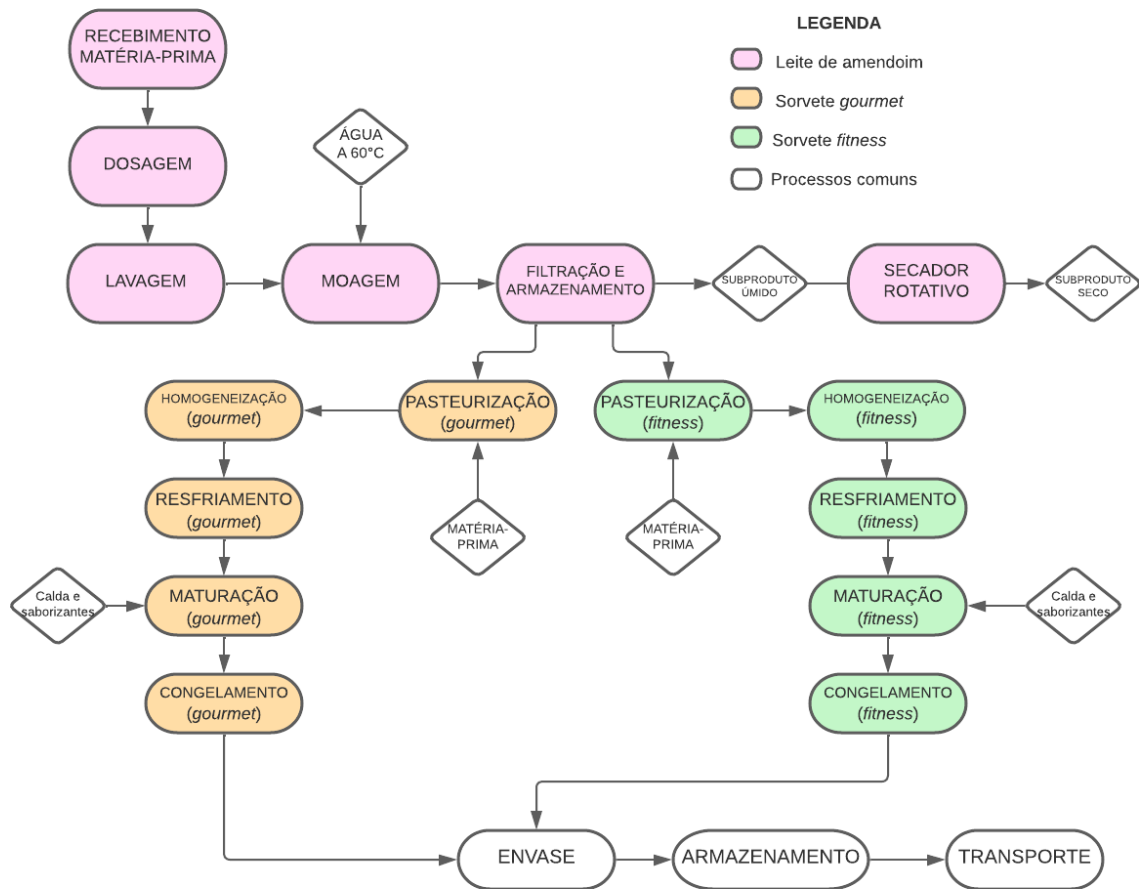 RECEBIMENTO
MATÉRIA-PRIMA
LEGENDA
Leite de amendoim
Sorvete gourmet
Sorvete fitness
Processos comuns
DOSAGEM
ÁGUA
A 60°C
LAVAGEM
MOAGEM
FILTRAÇÃO E
ARMAZENAMENTO
SUBPRODUTO
ÚMIDO
SECADOR
ROTATIVO
SUBPRODUTO
SECO
HOMOGENEIZAÇÃO
(gourmet)
PASTEURIZAÇÃO
(gourmet)
PASTEURIZAÇÃO
(fitness)
HOMOGENEIZAÇÃO
(fitness)
RESFRIAMENTO
(gourmet)
MATÉRIA-
PRIMA
MATÉRIA-
PRIMA
RESFRIAMENTO
(fitness)
Calda e
saborizantes
MATURAÇÃO
(gourmet)
MATURAÇÃO
(fitness)
Calda e
saborizantes
CONGELAMENTO
(gourmet)
CONGELAMENTO
(fitness)
ENVASE
ARMAZENAMENTO
TRANSPORTE